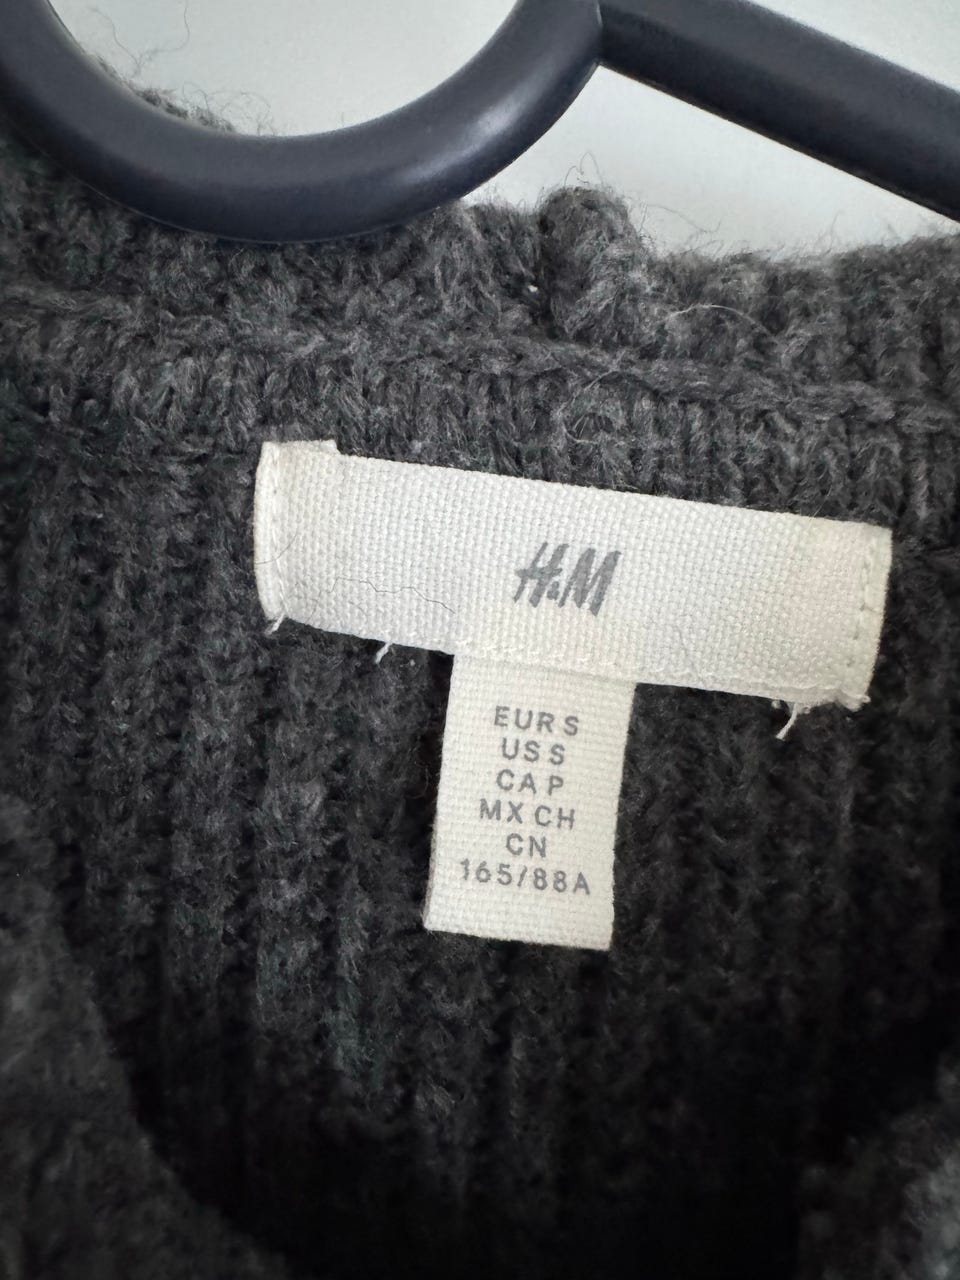 H&M
EUR S
US S
CA P
MX CH
CN
165/88A